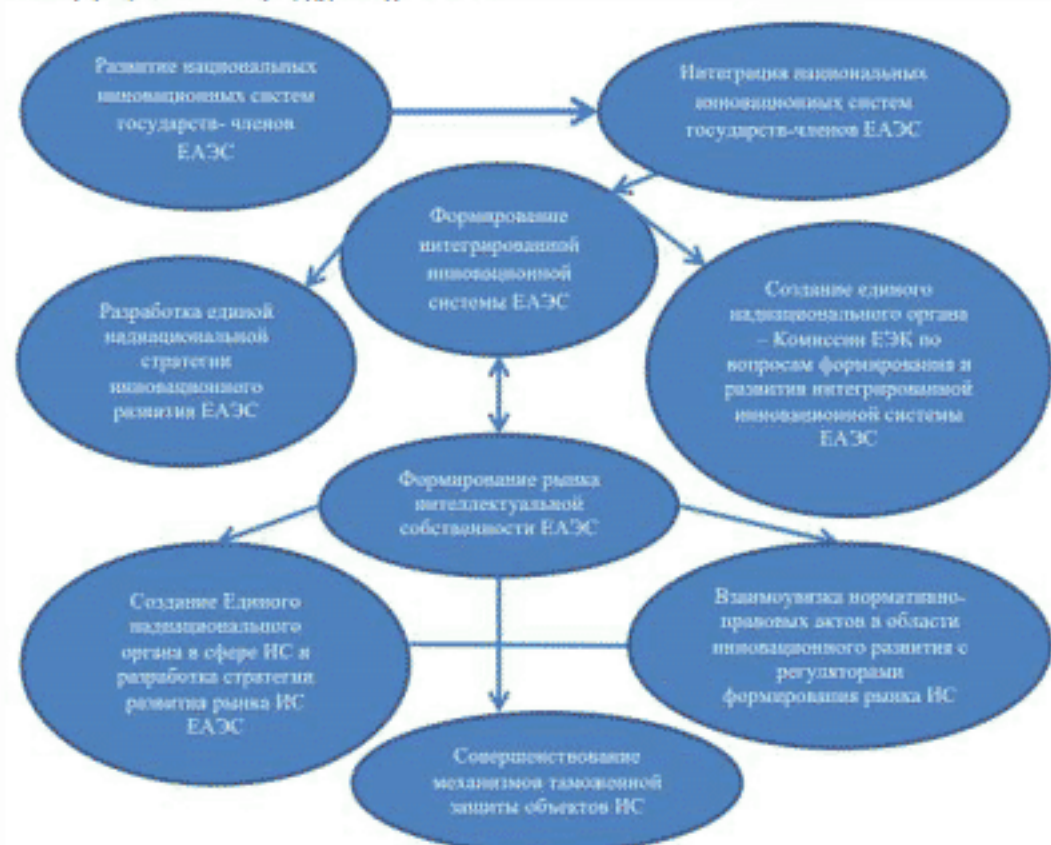 Развитие национальных
инновационных систем
государств- членов
ЕАЭС
Интеграция национальных
инновационных систем
государств-членов ЕАЭС
Формирование
интегрированной
инновационной
системы ЕАЭС
Разработка единой
наднациональной
стратегии
инновационного
развития ЕАЭС
Создание единого
наднационального органа
– Комиссии ЕЭК по
вопросам формирования и
развития интегрированной
инновационной системы
ЕАЭС
Формирование рынка
интеллектуальной
собственности ЕАЭС
Создание Единого
наднационального
органа в сфере ИС и
разработка стратегии
развития рынка ИС
ЕАЭС
Взаимоувязка нормативно-
правовых актов в области
инновационного развития с
регуляторами
формирования рынка ИС
Совершенствование
механизмов таможенной
защиты объектов ИС